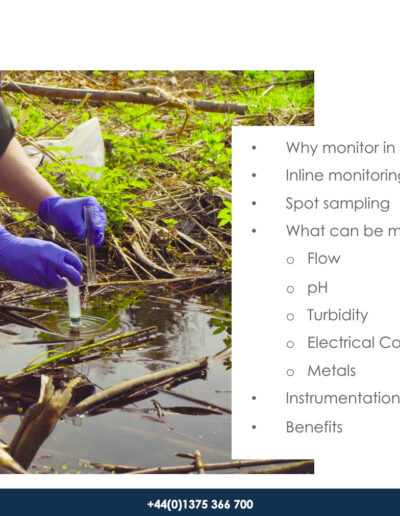 • Why monitor in
• Inline monitoring
• Spot sampling
• What can be m
o Flow
o pH
o Turbidity
o Electrical Co
o Metals
• Instrumentation
• Benefits
+44(0)1375 366 700